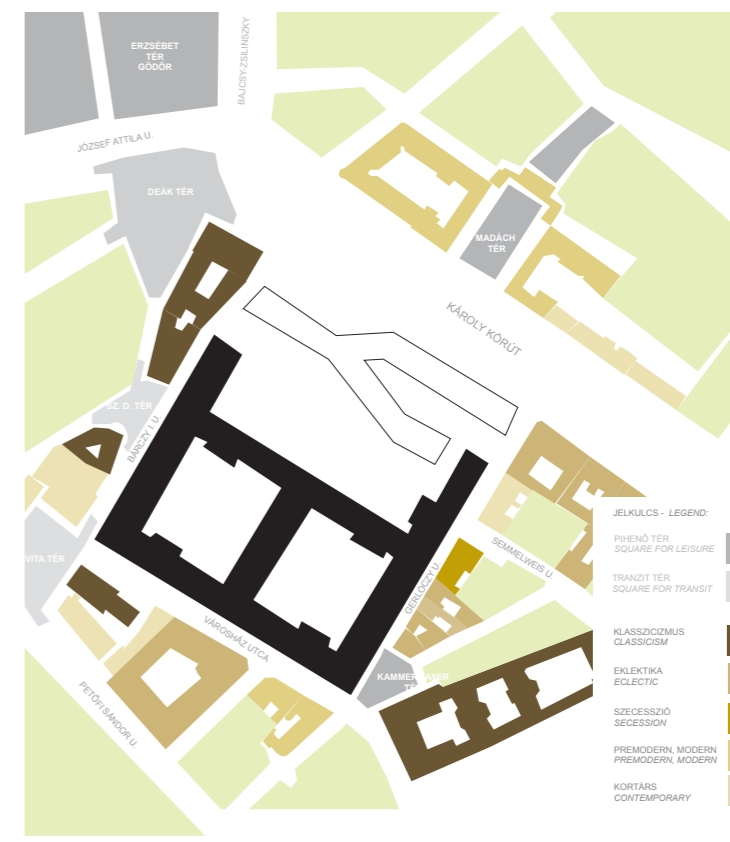 ERZSÉBET
TÉR
GÖDÖR
BAJCSY-ZSILINSZKY
JÓZSEF ATTILA U.
DEÁK TÉR
MADÁCH
TÉR
KÁROLY KÖRÚT
SZ. D. TÉR
BÁRCZY I. U.
VITA TÉR
SEMMELWEIS U.
GERLÓCZY U.
VÁROSHÁZ UTCA
PETŐFI SÁNDOR U.
JELKULCS - LEGEND:
PIHENŐ TÉR
SQUARE FOR LEISURE
TRANZIT TÉR
SQUARE FOR TRANSIT
KLASSZICIZMUS
CLASSICISM
EKLEKTIKA
ECLECTIC
SZECESSZIÓ
SECESSION
PREMODERN, MODERN
PREMODERN, MODERN
KORTÁRS
CONTEMPORARY